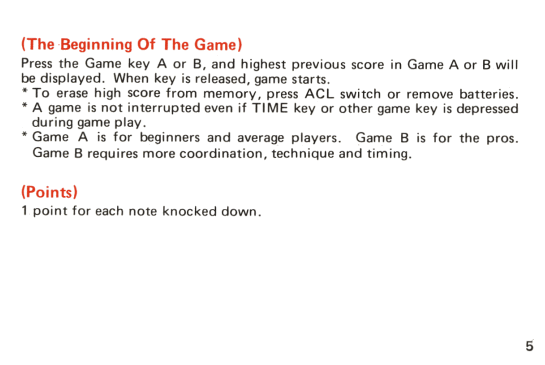 (The Beginning Of The Game)
Press the Game key A or B, and highest previous score in Game A or B will
be displayed. When key is released, game starts.
* To erase high score from memory, press ACL switch or remove batteries.
* A game is not interrupted even if TIME key or other game key is depressed
during game play.
* Game A is for beginners and average players. Game B is for the pros.
Game B requires more coordination, technique and timing.
(Points)
1 point for each note knocked down.
5